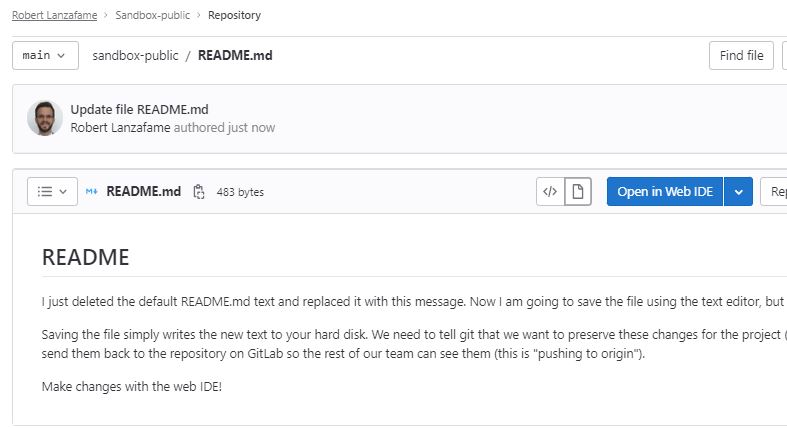 Robert Lanzafame > Sandbox-public > Repository
main sandbox-public / README.md Find file
Update file README.md
Robert Lanzafame authored just now
M↓ README.md 483 bytes </> Open in Web IDE
README
I just deleted the default README.md text and replaced it with this message. Now I am going to save the file using the text editor, but
Saving the file simply writes the new text to your hard disk. We need to tell git that we want to preserve these changes for the project (
send them back to the repository on GitLab so the rest of our team can see them (this is "pushing to origin").
Make changes with the web IDE!